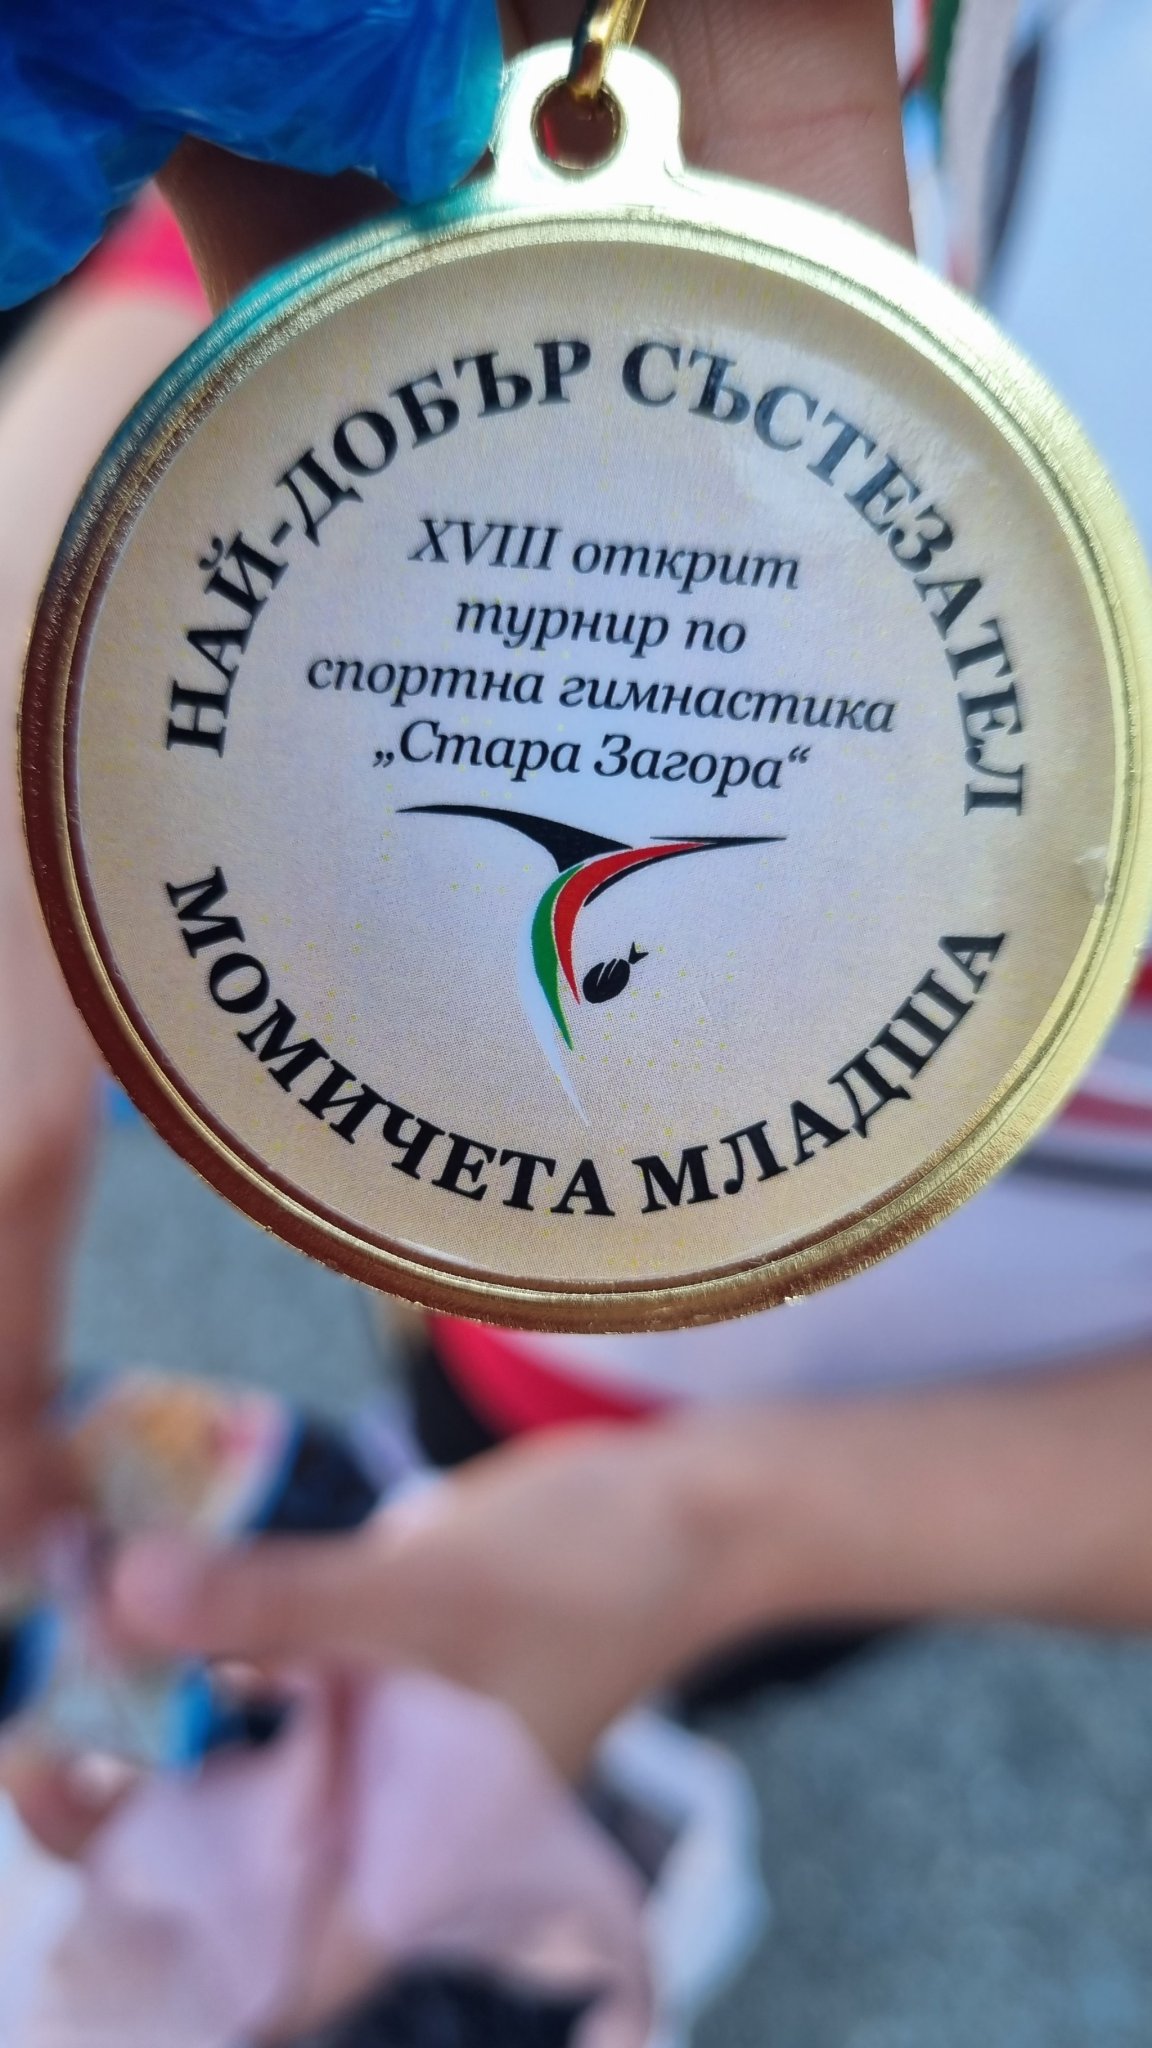 НАЙ-ДОБЪР СЪСТЕЗАТЕЛ
XVIII открит
турнир по
спортна гимнастика
„Стара Загора“
МОМИЧЕТА МЛАДША